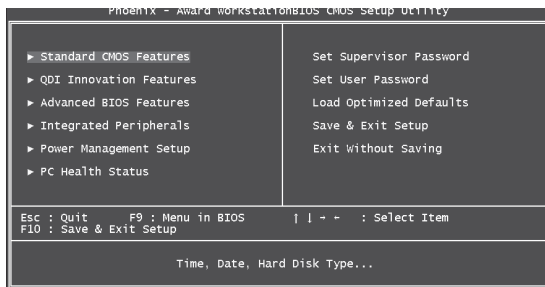 Phoenix - Award WorkstationBIOS CMOS Setup Utility
► Standard CMOS Features
► QDI Innovation Features
► Advanced BIOS Features
► Integrated Peripherals
► Power Management Setup
► PC Health Status
Set Supervisor Password
Set User Password
Load Optimized Defaults
Save & Exit Setup
Exit Without Saving
Esc : Quit F9 : Menu in BIOS ↑ ↓ → ← : Select Item
F10 : Save & Exit Setup
Time, Date, Hard Disk Type...